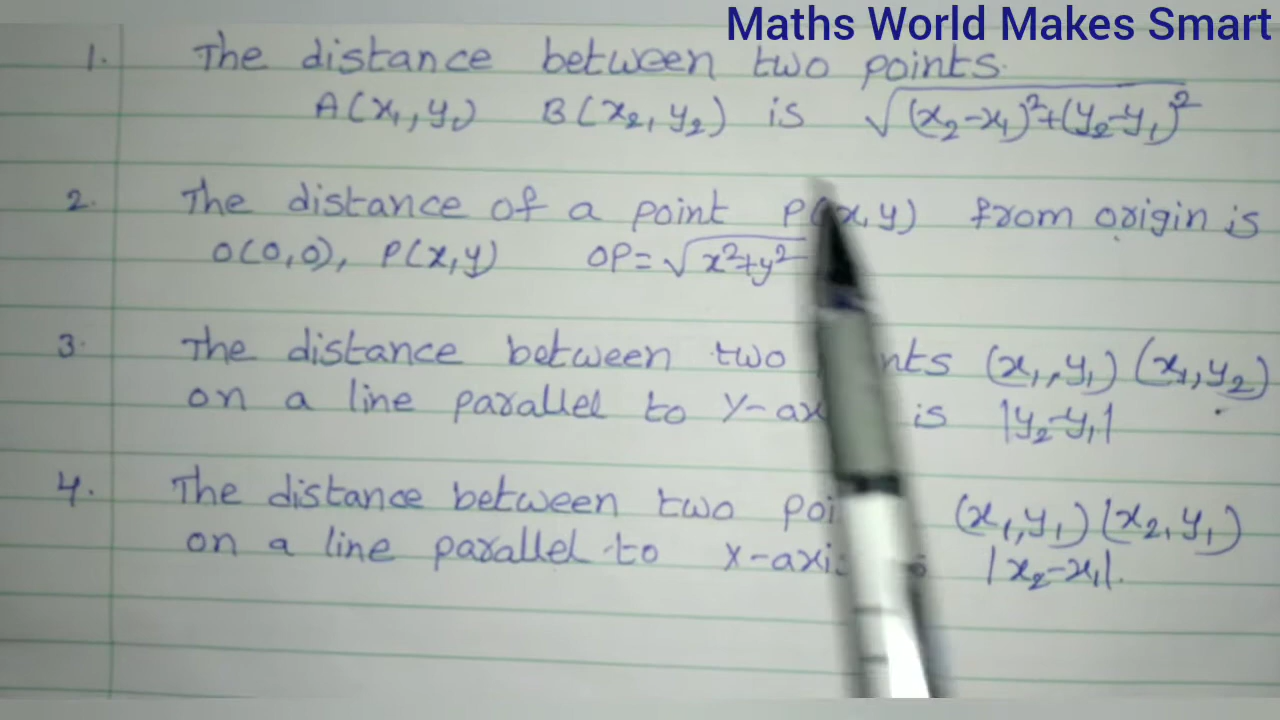 Maths World Makes Smart
1. The distance between two points.
A(x₁, y₁) B(x₂, y₂) is √(x₂-x₁)²+(y₂-y₁)²
2. The distance of a point P(x,y) from origin is
O(0,0), P(x,y) OP=√x²+y²
3. The distance between two (x₁,y₁) (x₁,y₂)
on a line parallel to Y- is |y₂-y₁|
4. The distance between two (x₁,y₁) (x₂,y₁)
on a line parallel to X-axis |x₂-x₁|.